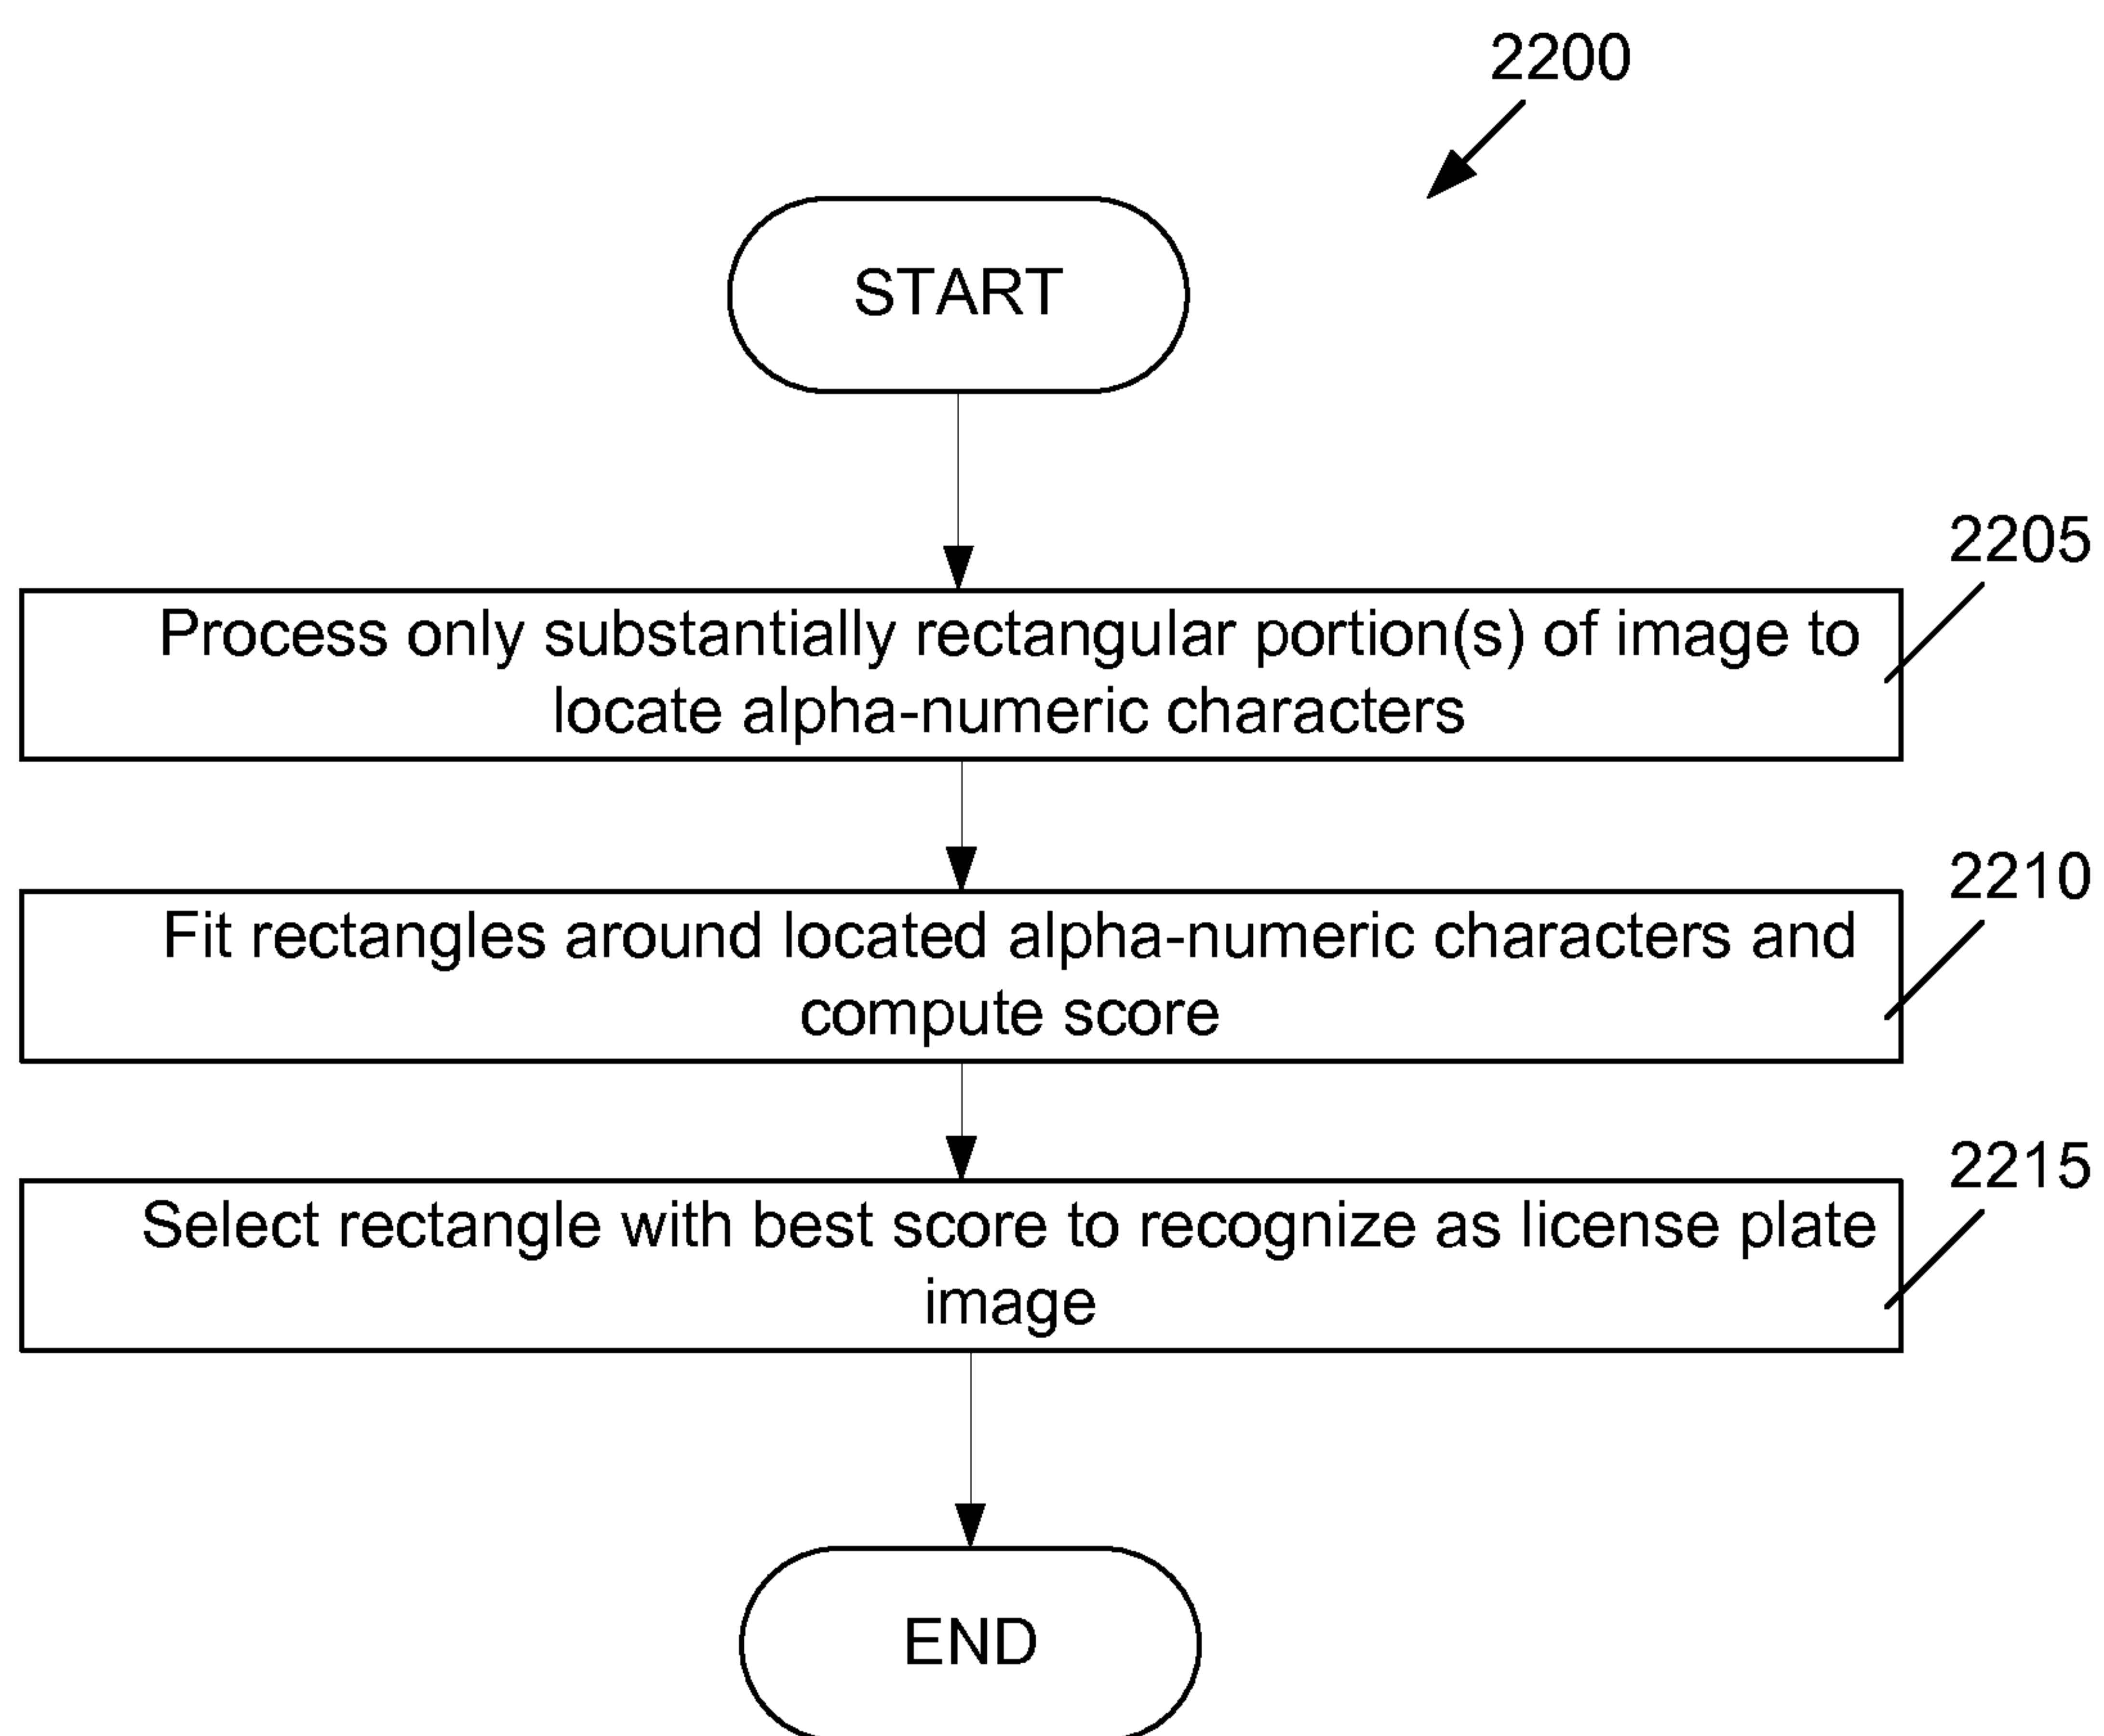 2200
START
2205
Process only substantially rectangular portion(s) of image to
locate alpha-numeric characters
2210
Fit rectangles around located alpha-numeric characters and
compute score
2215
Select rectangle with best score to recognize as license plate
image
END